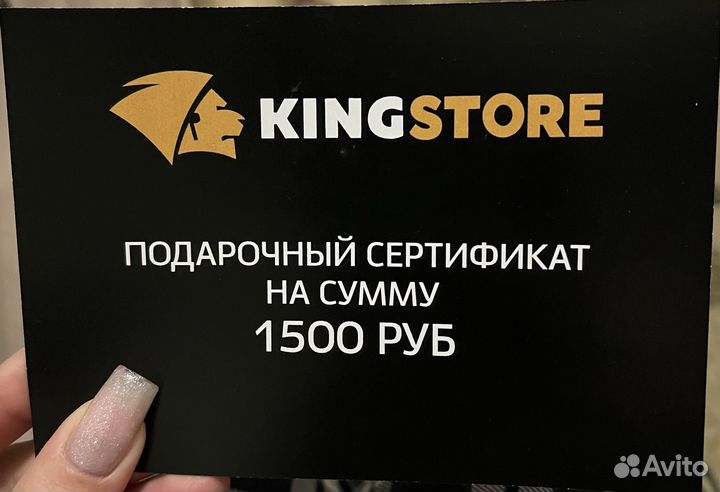 KINGSTORE
ПОДАРОЧНЫЙ СЕРТИФИКАТ
НА СУММУ
1500 РУБ
Avito